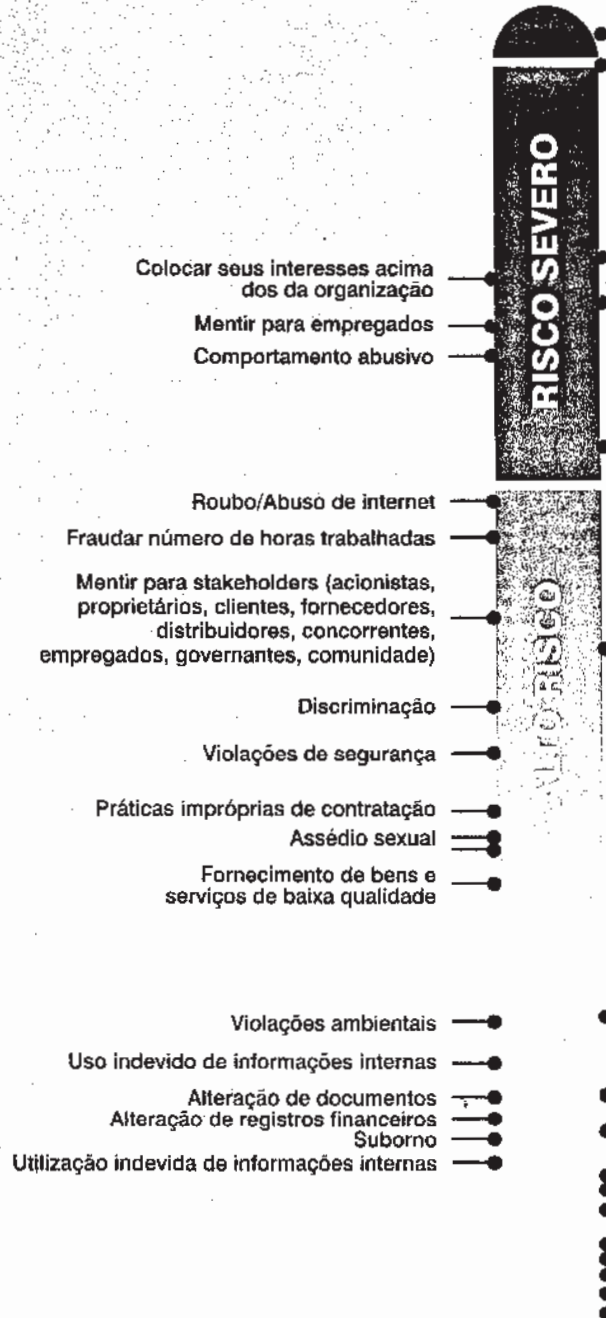 RISCO SEVERO
Colocar seus interesses acima
dos da organização
Mentir para empregados
Comportamento abusivo
ALTO RISCO
Roubo/Abuso de internet
Fraudar número de horas trabalhadas
Mentir para stakeholders (acionistas,
proprietários, clientes, fornecedores,
distribuidores, concorrentes,
empregados, governantes, comunidade)
Discriminação
Violações de segurança
Práticas impróprias de contratação
Assédio sexual
Fornecimento de bens e
serviços de baixa qualidade
Violações ambientais
Uso indevido de informações internas
Alteração de documentos
Alteração de registros financeiros
Suborno
Utilização indevida de informações internas